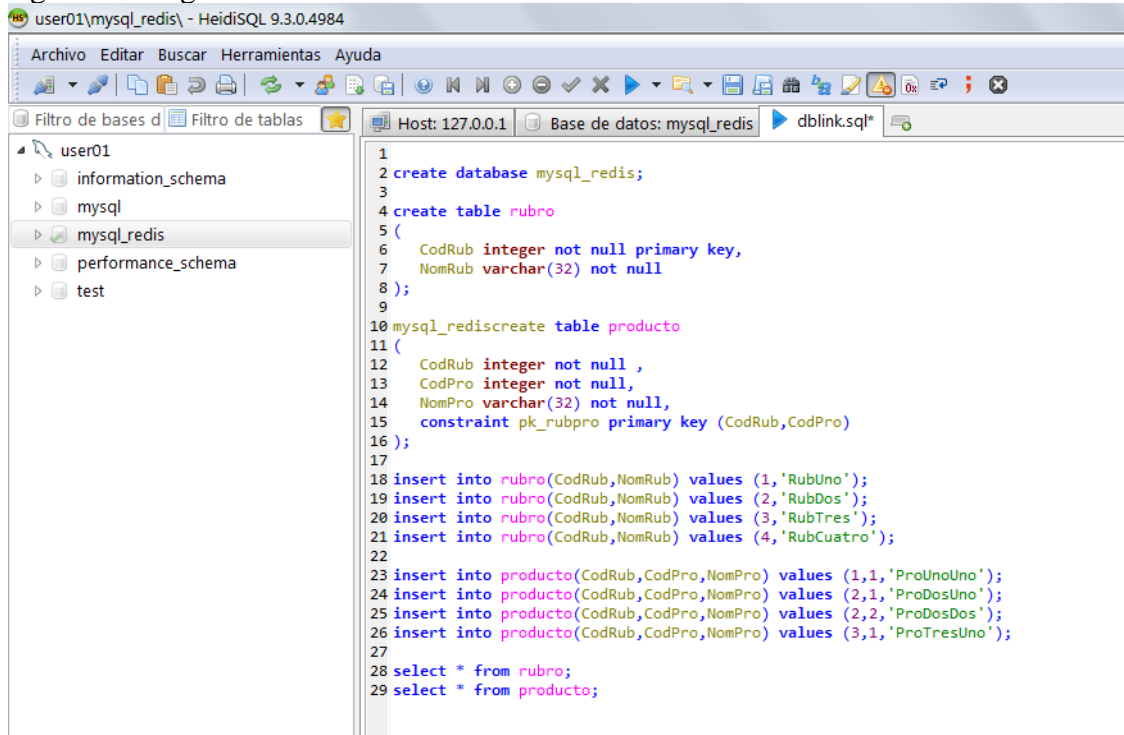 user01\mysql_redis\ - HeidiSQL 9.3.0.4984
Archivo Editar Buscar Herramientas Ayuda
Filtro de bases d Filtro de tablas
Host: 127.0.0.1 Base de datos: mysql_redis dblink.sql*
user01
information_schema
mysql
mysql_redis
performance_schema
test
1
2 create database mysql_redis;
3
4 create table rubro
5 (
6 CodRub integer not null primary key,
7 NomRub varchar(32) not null
8 );
9
10 mysql_rediscreate table producto
11 (
12 CodRub integer not null ,
13 CodPro integer not null,
14 NomPro varchar(32) not null,
15 constraint pk_rubpro primary key (CodRub,CodPro)
16 );
17
18 insert into rubro(CodRub,NomRub) values (1,'RubUno');
19 insert into rubro(CodRub,NomRub) values (2,'RubDos');
20 insert into rubro(CodRub,NomRub) values (3,'RubTres');
21 insert into rubro(CodRub,NomRub) values (4,'RubCuatro');
22
23 insert into producto(CodRub,CodPro,NomPro) values (1,1,'ProUnoUno');
24 insert into producto(CodRub,CodPro,NomPro) values (2,1,'ProDosUno');
25 insert into producto(CodRub,CodPro,NomPro) values (2,2,'ProDosDos');
26 insert into producto(CodRub,CodPro,NomPro) values (3,1,'ProTresUno');
27
28 select * from rubro;
29 select * from producto;